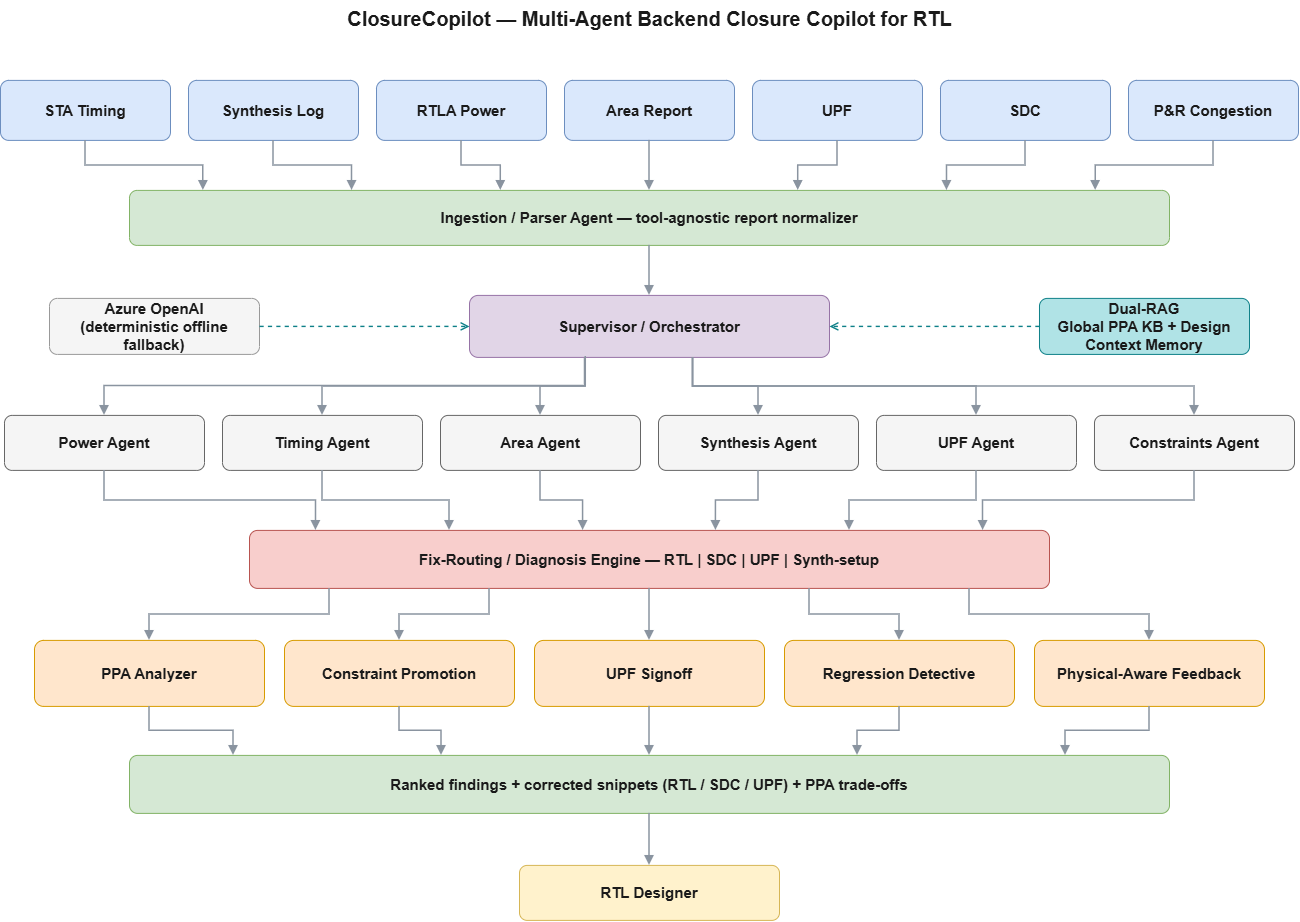 ClosureCopilot — Multi-Agent Backend Closure Copilot for RTL
STA Timing
Synthesis Log
RTLA Power
Area Report
UPF
SDC
P&R Congestion
Ingestion / Parser Agent — tool-agnostic report normalizer
Azure OpenAI
(deterministic offline
fallback)
Supervisor / Orchestrator
Dual-RAG
Global PPA KB + Design
Context Memory
Power Agent
Timing Agent
Area Agent
Synthesis Agent
UPF Agent
Constraints Agent
Fix-Routing / Diagnosis Engine — RTL | SDC | UPF | Synth-setup
PPA Analyzer
Constraint Promotion
UPF Signoff
Regression Detective
Physical-Aware Feedback
Ranked findings + corrected snippets (RTL / SDC / UPF) + PPA trade-offs
RTL Designer